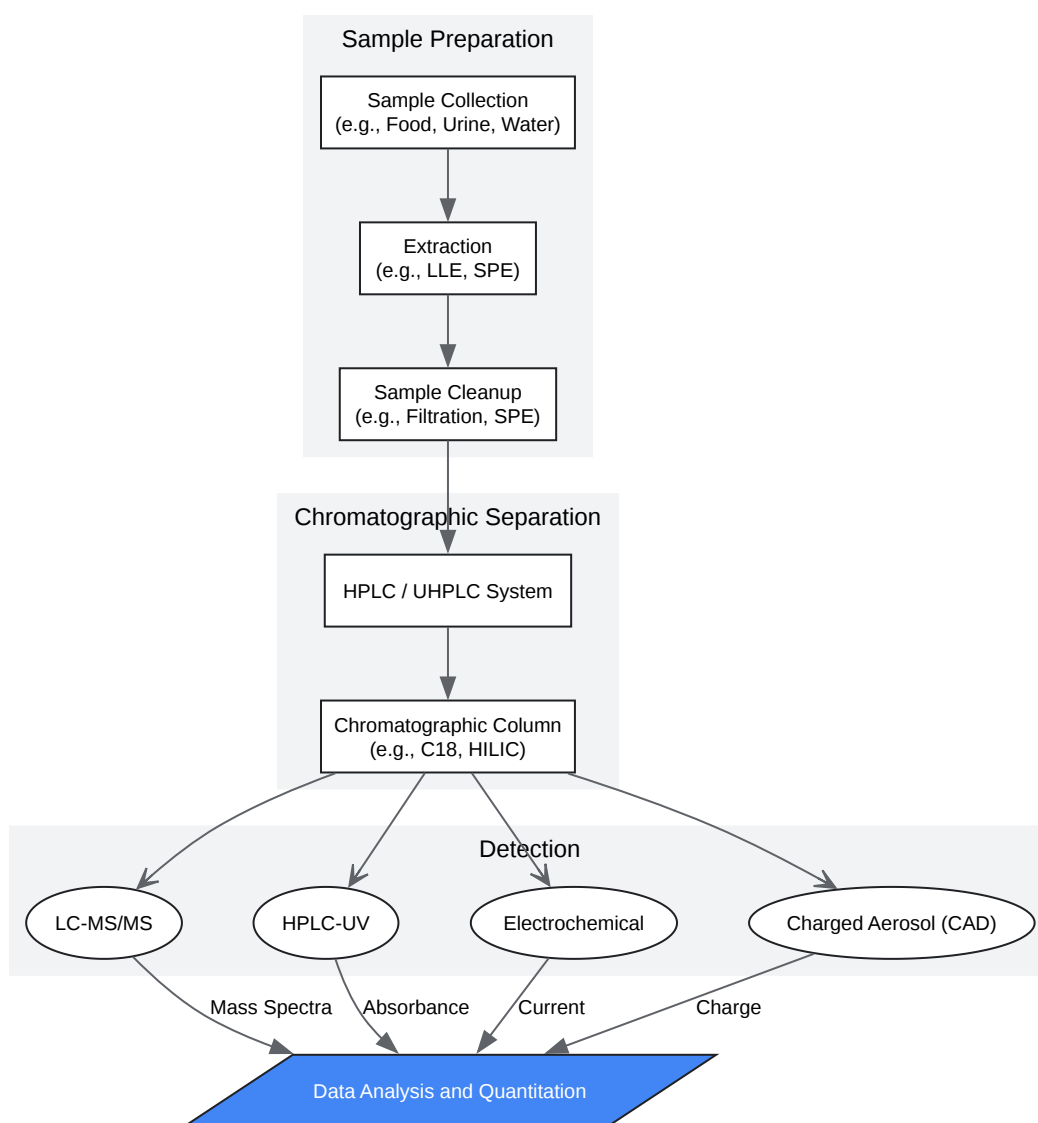 Sample Preparation
Sample Collection
(e.g., Food, Urine, Water)
Extraction
(e.g., LLE, SPE)
Sample Cleanup
(e.g., Filtration, SPE)
Chromatographic Separation
HPLC / UHPLC System
Chromatographic Column
(e.g., C18, HILIC)
Detection
LC-MS/MS
HPLC-UV
Electrochemical
Charged Aerosol (CAD)
Mass Spectra
Absorbance
Current
Charge
Data Analysis and Quantitation